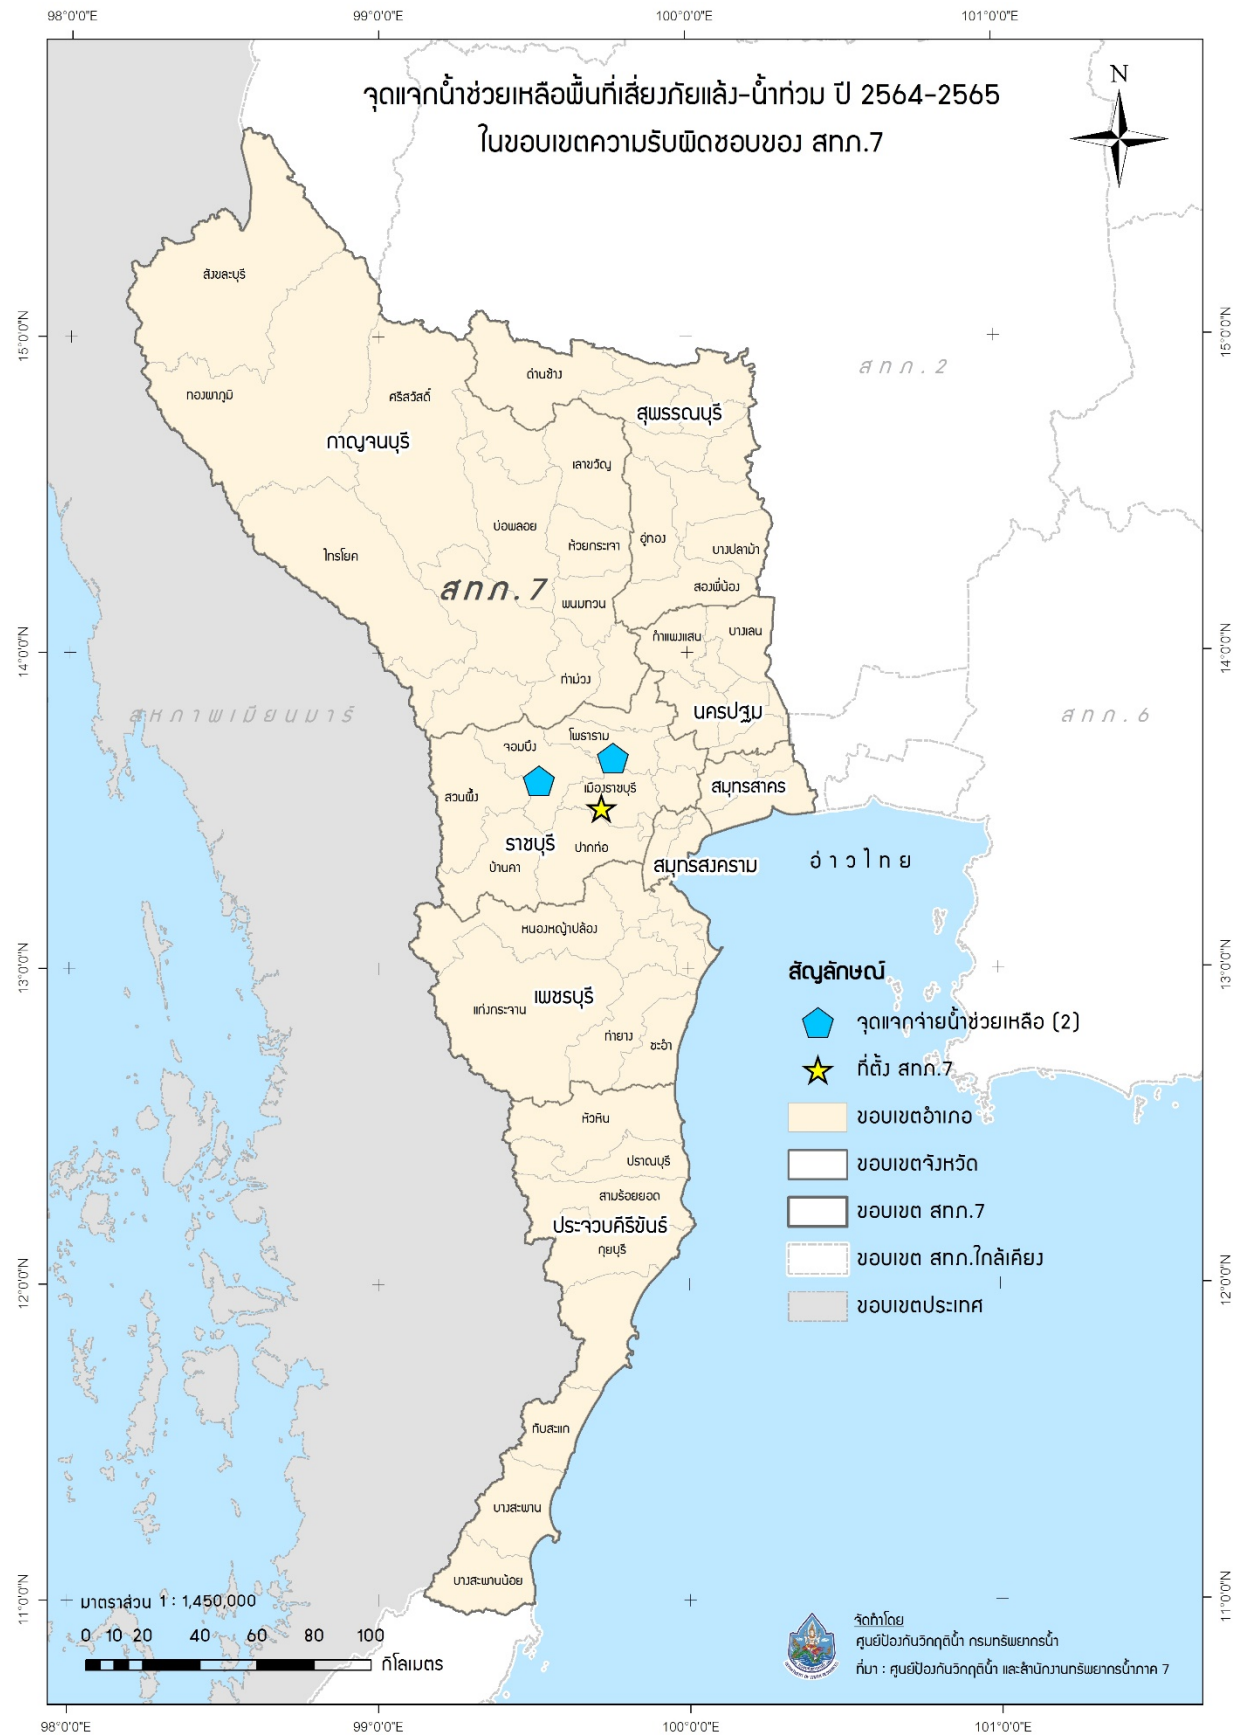 98°0'0"E
99°0'0"E
100°0'0"E
101°0'0"E
จุดแจกน้ำช่วยเหลือพื้นที่เสี่ยงภัยแล้ง-น้ำท่วม ปี 2564-2565
ในขอบเขตความรับผิดชอบของ สทภ.7
N
สังขละบุรี
15°0'0"N
15°0'0"N
สทภ.2
ด่านช้าง
ทองผาภูมิ
ศรีสวัสดิ์
สุพรรณบุรี
กาญจนบุรี
เลาขวัญ
บ่อพลอย
อู่ทอง
ห้วยกระเจา
บางปลาม้า
ไทรโยค
สทภ.7
สองพี่น้อง
พนมทวน
กำแพงแสน
บางเลน
14°0'0"N
14°0'0"N
ท่าม่วง
สหภาพเมียนมาร์
นครปฐม
สทภ.6
โพธาราม
จอมบึง
สวนผึ้ง
เมืองราชบุรี
สมุทรสาคร
ราชบุรี
ปากท่อ
บ้านคา
สมุทรสงคราม
อ่าวไทย
หนองหญ้าปล้อง
13°0'0"N
13°0'0"N
สัญลักษณ์
เพชรบุรี
แก่งกระจาน
จุดแจกจ่ายน้ำช่วยเหลือ (2)
ท่ายาง
ชะอำ
ที่ตั้ง สทภ.7
หัวหิน
ขอบเขตอำเภอ
ปราณบุรี
ขอบเขตจังหวัด
สามร้อยยอด
ขอบเขต สทภ.7
ประจวบคีรีขันธ์
กุยบุรี
ขอบเขต สทภ.ใกล้เคียง
12°0'0"N
12°0'0"N
ขอบเขตประเทศ
ทับสะแก
บางสะพาน
บางสะพานน้อย
11°0'0"N
11°0'0"N
มาตราส่วน 1 : 1,450,000
0 10 20 40 60 80 100
กิโลเมตร
จัดทำโดย
ศูนย์ป้องกันวิกฤติน้ำ กรมทรัพยากรน้ำ
ที่มา : ศูนย์ป้องกันวิกฤติน้ำ และสำนักงานทรัพยากรน้ำภาค 7
98°0'0"E
99°0'0"E
100°0'0"E
101°0'0"E